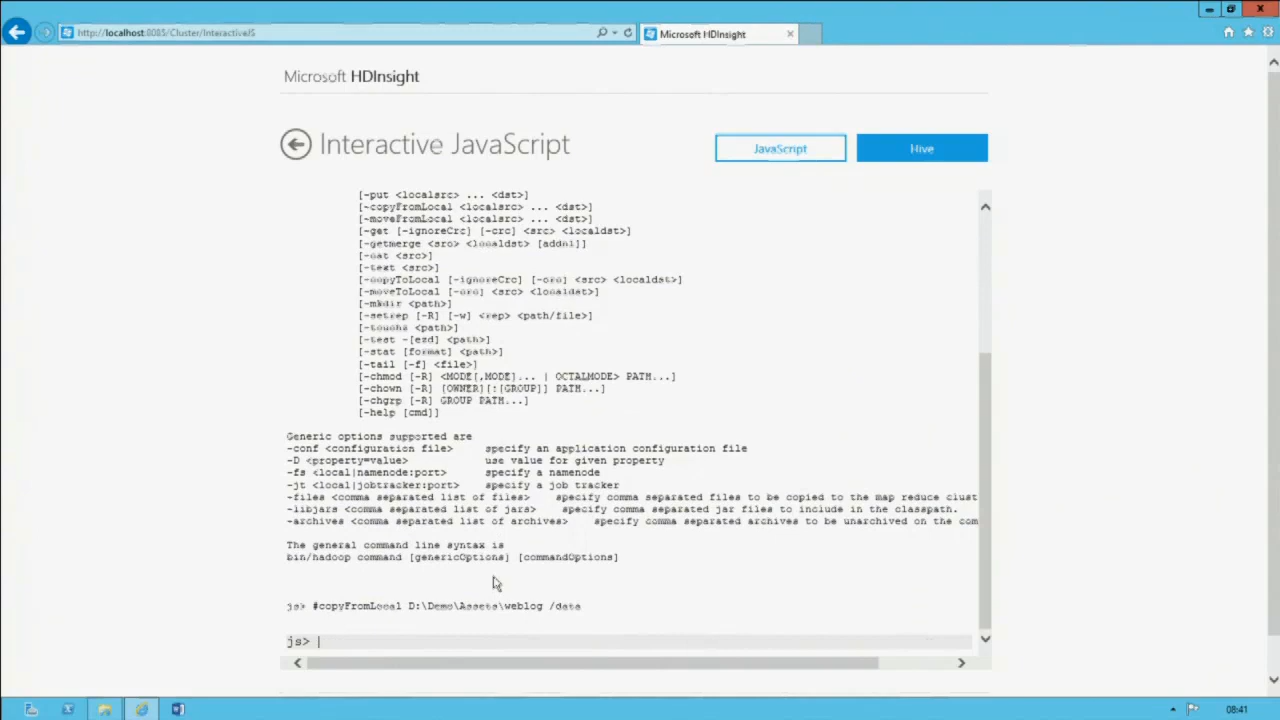 http://localhost:8085/Cluster/InteractiveJS
Microsoft HDInsight
Microsoft HDInsight
Interactive JavaScript
JavaScript
Hive
[-put <localsrc> ... <dst>]
[-copyFromLocal <localsrc> ... <dst>]
[-moveFromLocal <localsrc> ... <dst>]
[-get [-ignoreCrc] [-crc] <src> <localdst>]
[-getmerge <src> <localdst> [addnl]]
[-cat <src>]
[-text <src>]
[-copyToLocal [-ignoreCrc] [-crc] <src> <localdst>]
[-moveToLocal [-crc] <src> <localdst>]
[-mkdir <path>]
[-setrep [-R] [-w] <rep> <path/file>]
[-touchz <path>]
[-test -[ezd] <path>]
[-stat [format] <path>]
[-tail [-f] <file>]
[-chmod [-R] <MODE[,MODE]... | OCTALMODE> PATH...]
[-chown [-R] [OWNER][:[GROUP]] PATH...]
[-chgrp [-R] GROUP PATH...]
[-help [cmd]]
Generic options supported are
-conf <configuration file> specify an application configuration file
-D <property=value> use value for given property
-fs <local|namenode:port> specify a namenode
-jt <local|jobtracker:port> specify a job tracker
-files <comma separated list of files> specify comma separated files to be copied to the map reduce clust
-libjars <comma separated list of jars> specify comma separated jar files to include in the classpath.
-archives <comma separated list of archives> specify comma separated archives to be unarchived on the com
The general command line syntax is
bin/hadoop command [genericOptions] [commandOptions]
js> #copyFromLocal D:\Demo\Assets\weblog /data
js>
08:41